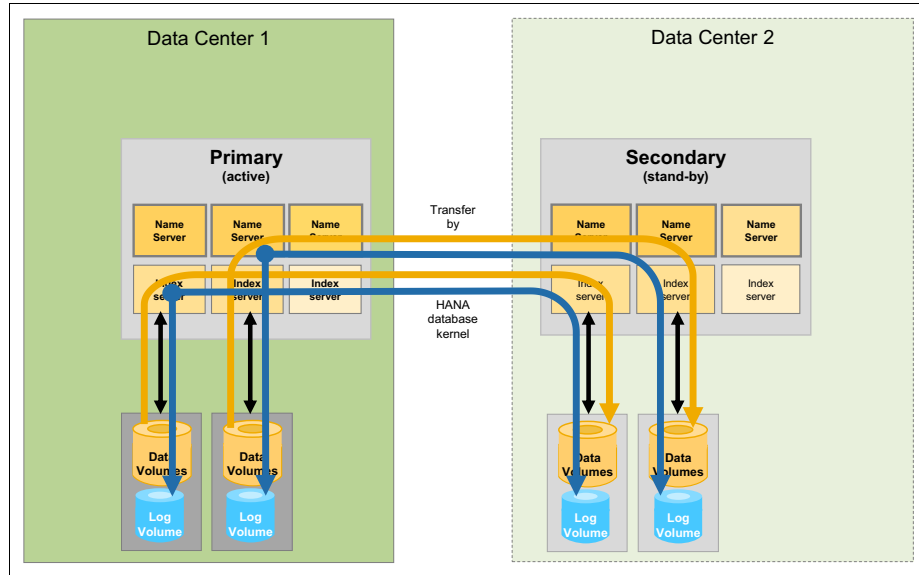 Data Center 1
Data Center 2
Primary
(active)
Secondary
(stand-by)
Name
Server
Name
Server
Name
Server
Transfer
by
Name
Server
Name
Server
Name
Server
Index
server
Index
server
Index
server
HANA
database
kernel
Index
server
Index
server
Index
server
Data
Volumes
Data
Volumes
Data
Volumes
Data
Volumes
Log
Volume
Log
Volume
Log
Volume
Log
Volume